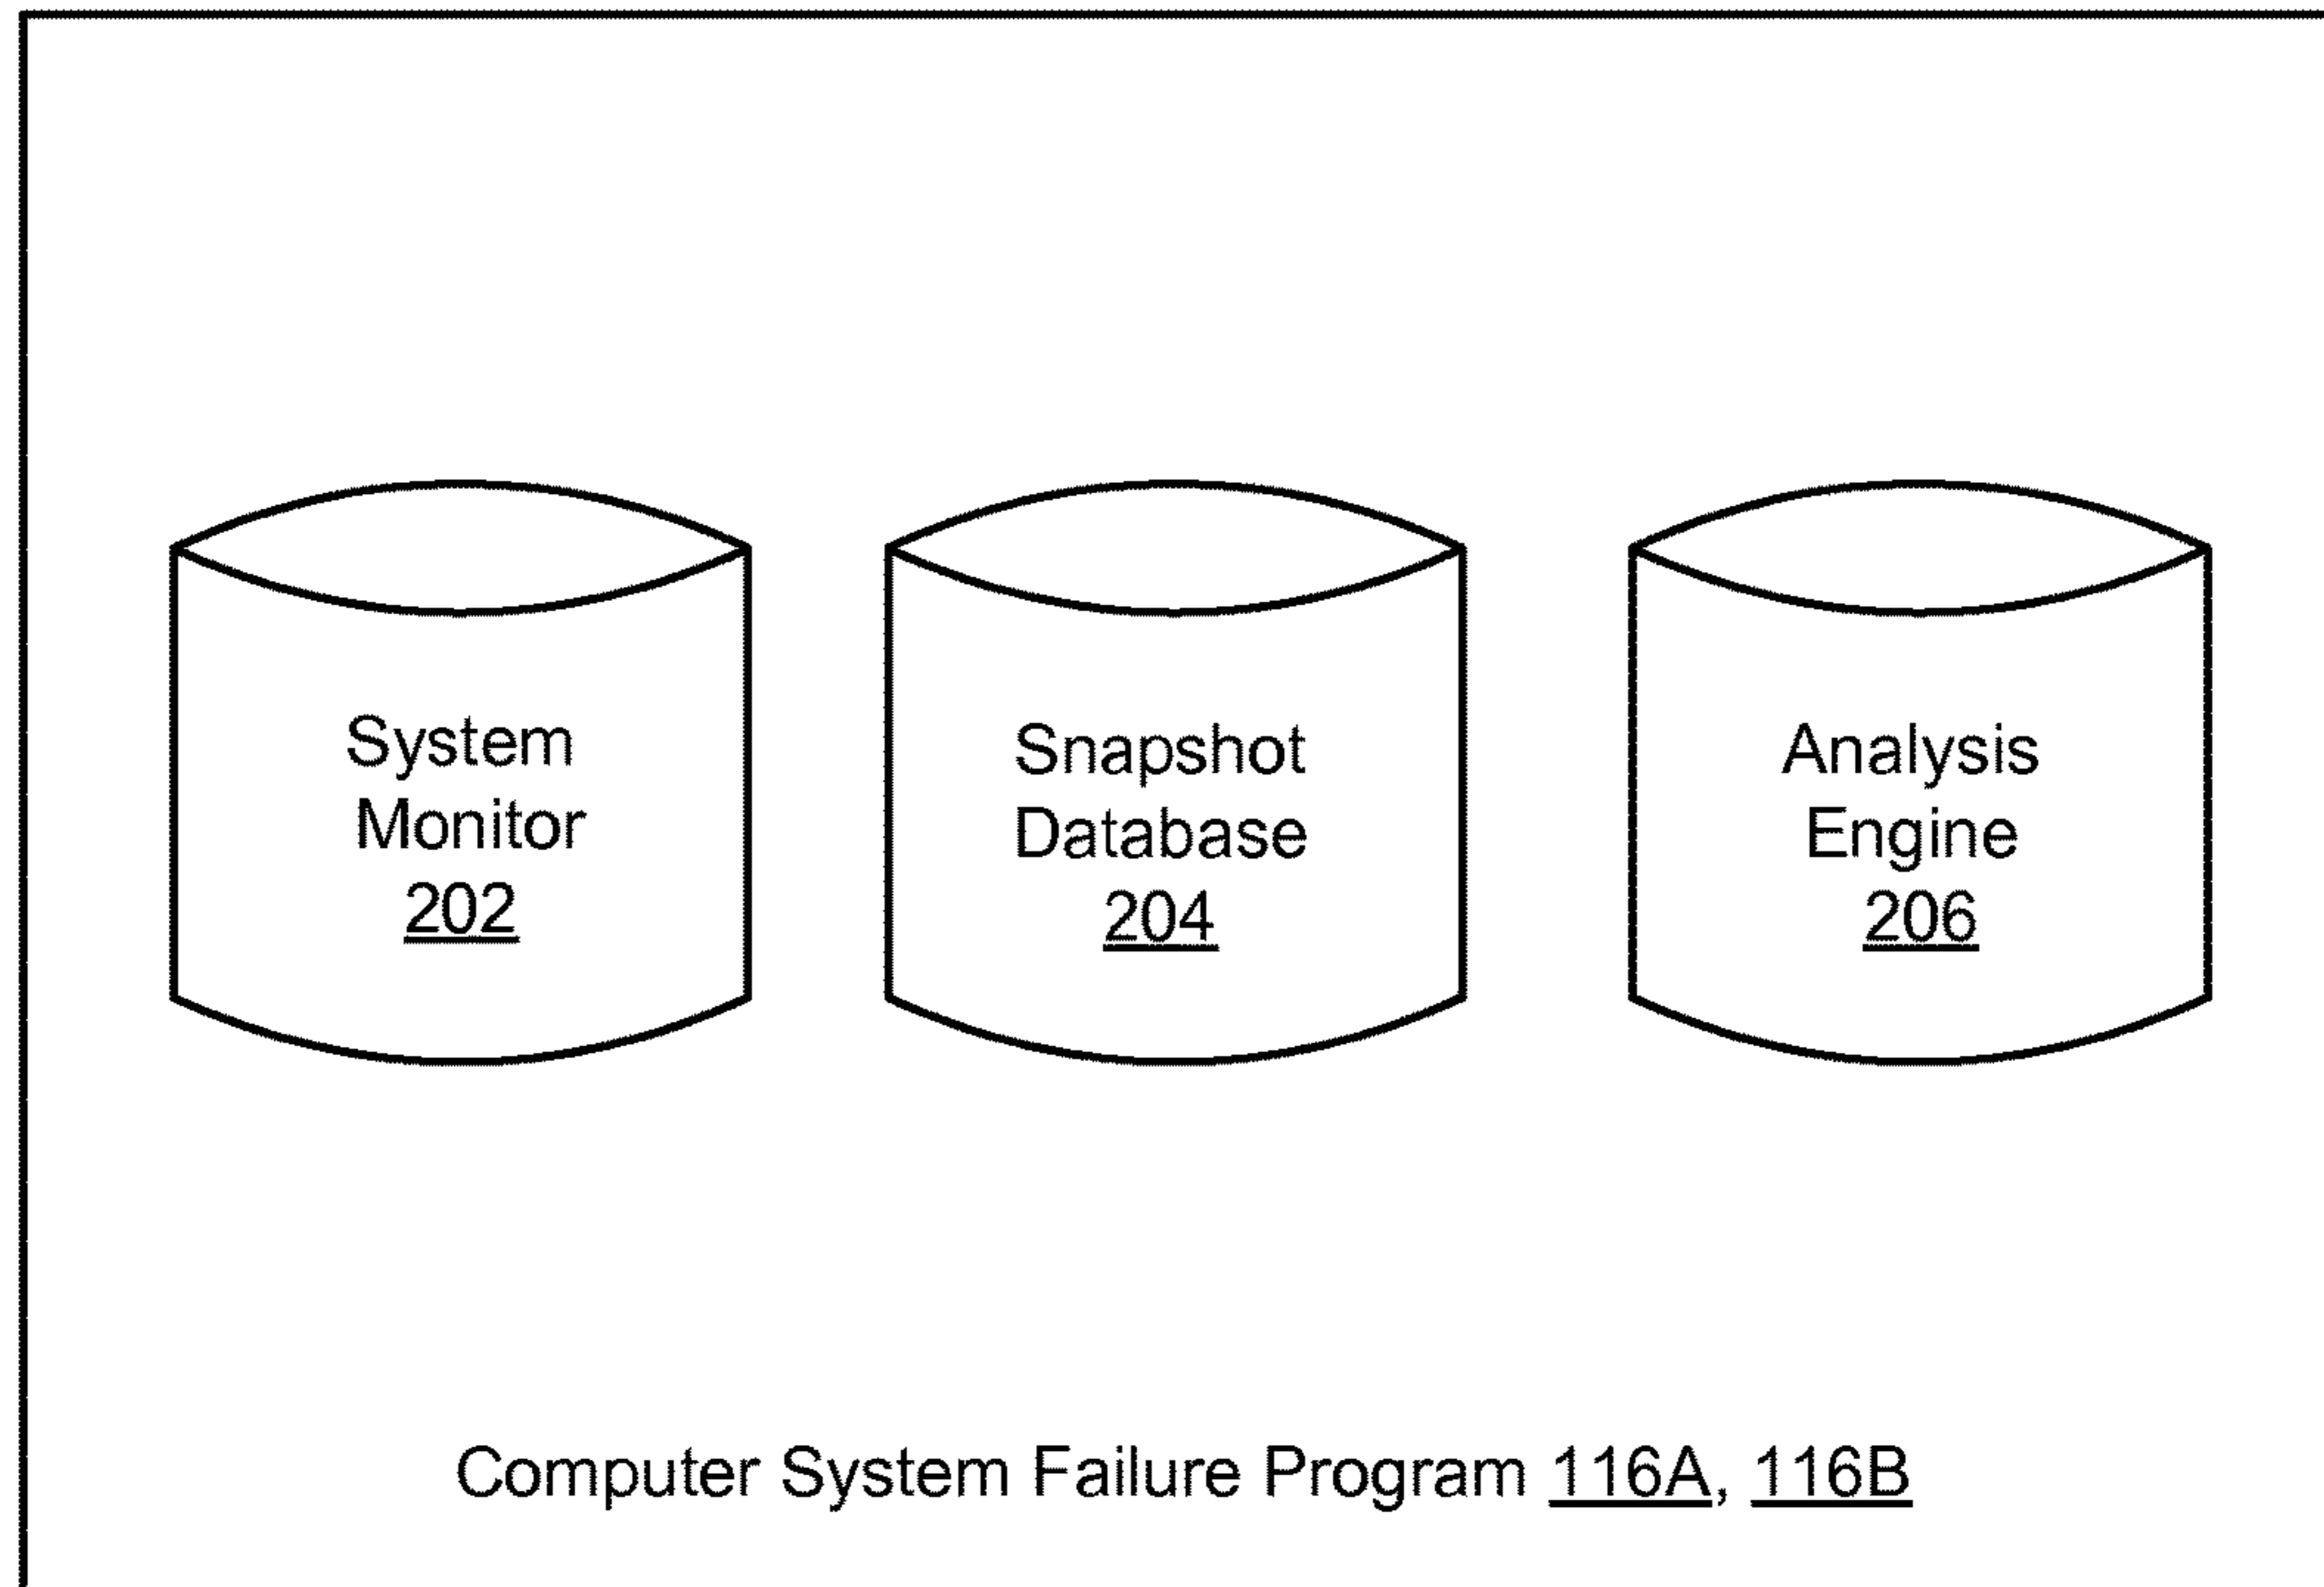 System
Monitor
202
Snapshot
Database
204
Analysis
Engine
206
Computer System Failure Program 116A, 116B